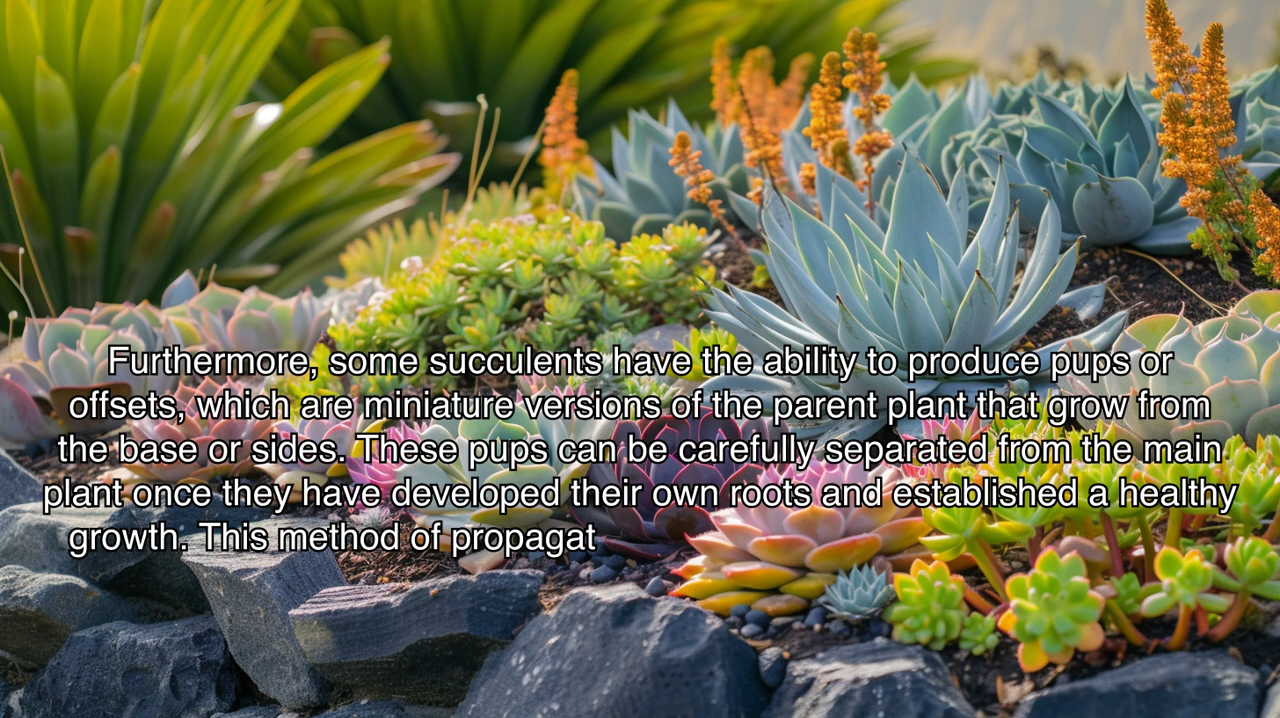 Furthermore, some succulents have the ability to produce pups or
offsets, which are miniature versions of the parent plant that grow from
the base or sides. These pups can be carefully separated from the main
plant once they have developed their own roots and established a healthy
growth. This method of propagat